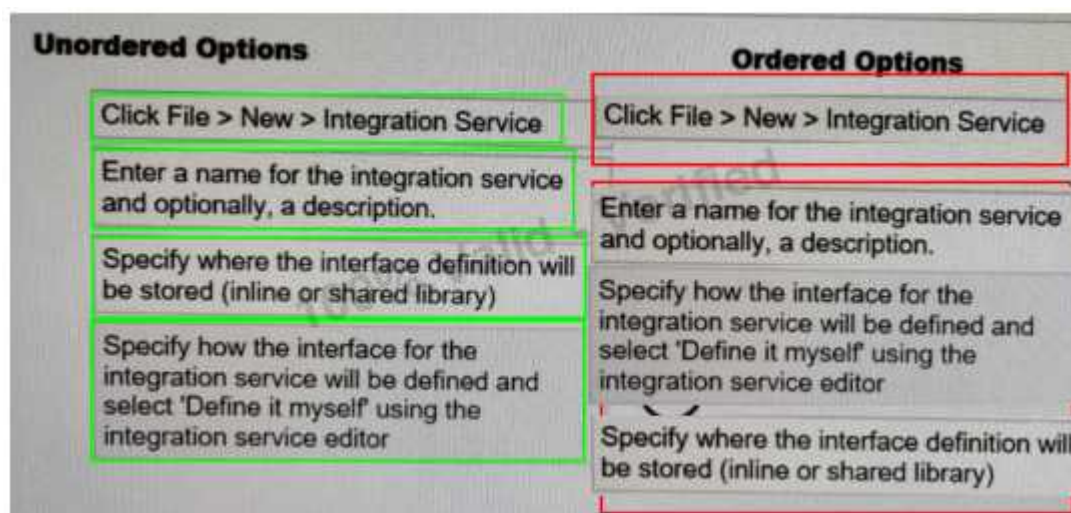 Unordered Options
Click File > New > Integration Service
Enter a name for the integration service
and optionally, a description.
Specify where the interface definition will
be stored (inline or shared library)
Specify how the interface for the
integration service will be defined and
select 'Define it myself' using the
integration service editor
Ordered Options
Click File > New > Integration Service
Enter a name for the integration service
and optionally, a description.
Specify how the interface for the
integration service will be defined and
select 'Define it myself' using the
integration service editor
Specify where the interface definition will
be stored (inline or shared library)